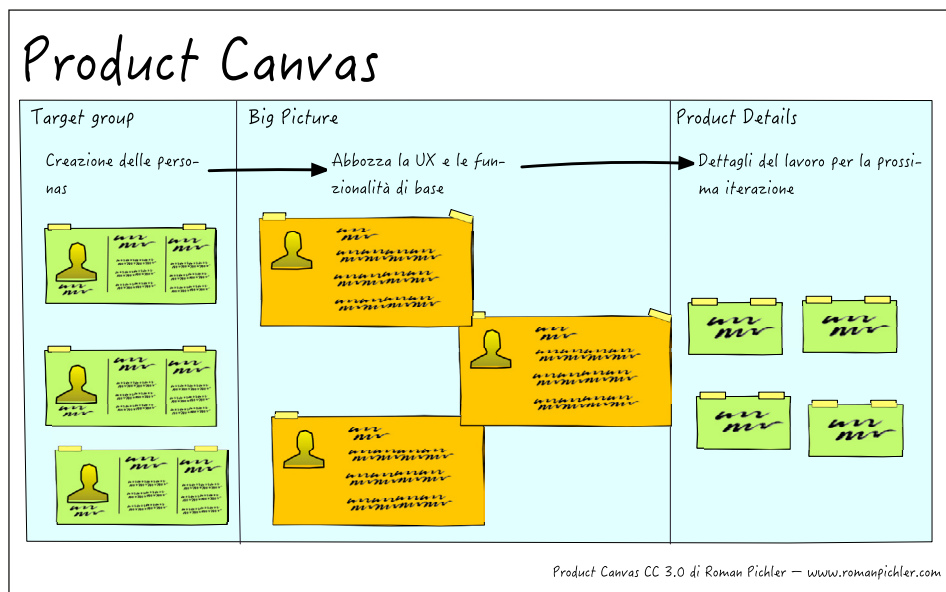 Product Canvas
Target group
Big Picture
Product Details
Creazione delle perso-
nas
Abbozza la UX e le fun-
zionalità di base
Dettagli del lavoro per la prossi-
ma iterazione
Product Canvas CC 3.0 di Roman Pichler – www.romanpichler.com